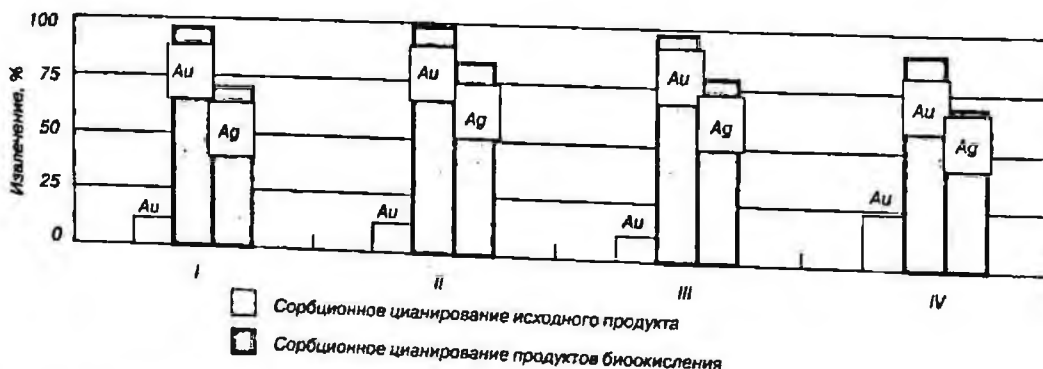 Извлечение, %
100
75
50
25
0
Au Au Ag
Au Au Ag
Au Au Ag
Au Au Ag
I II III IV
Сорбционное цианирование исходного продукта
Сорбционное цианирование продуктов биоокисления